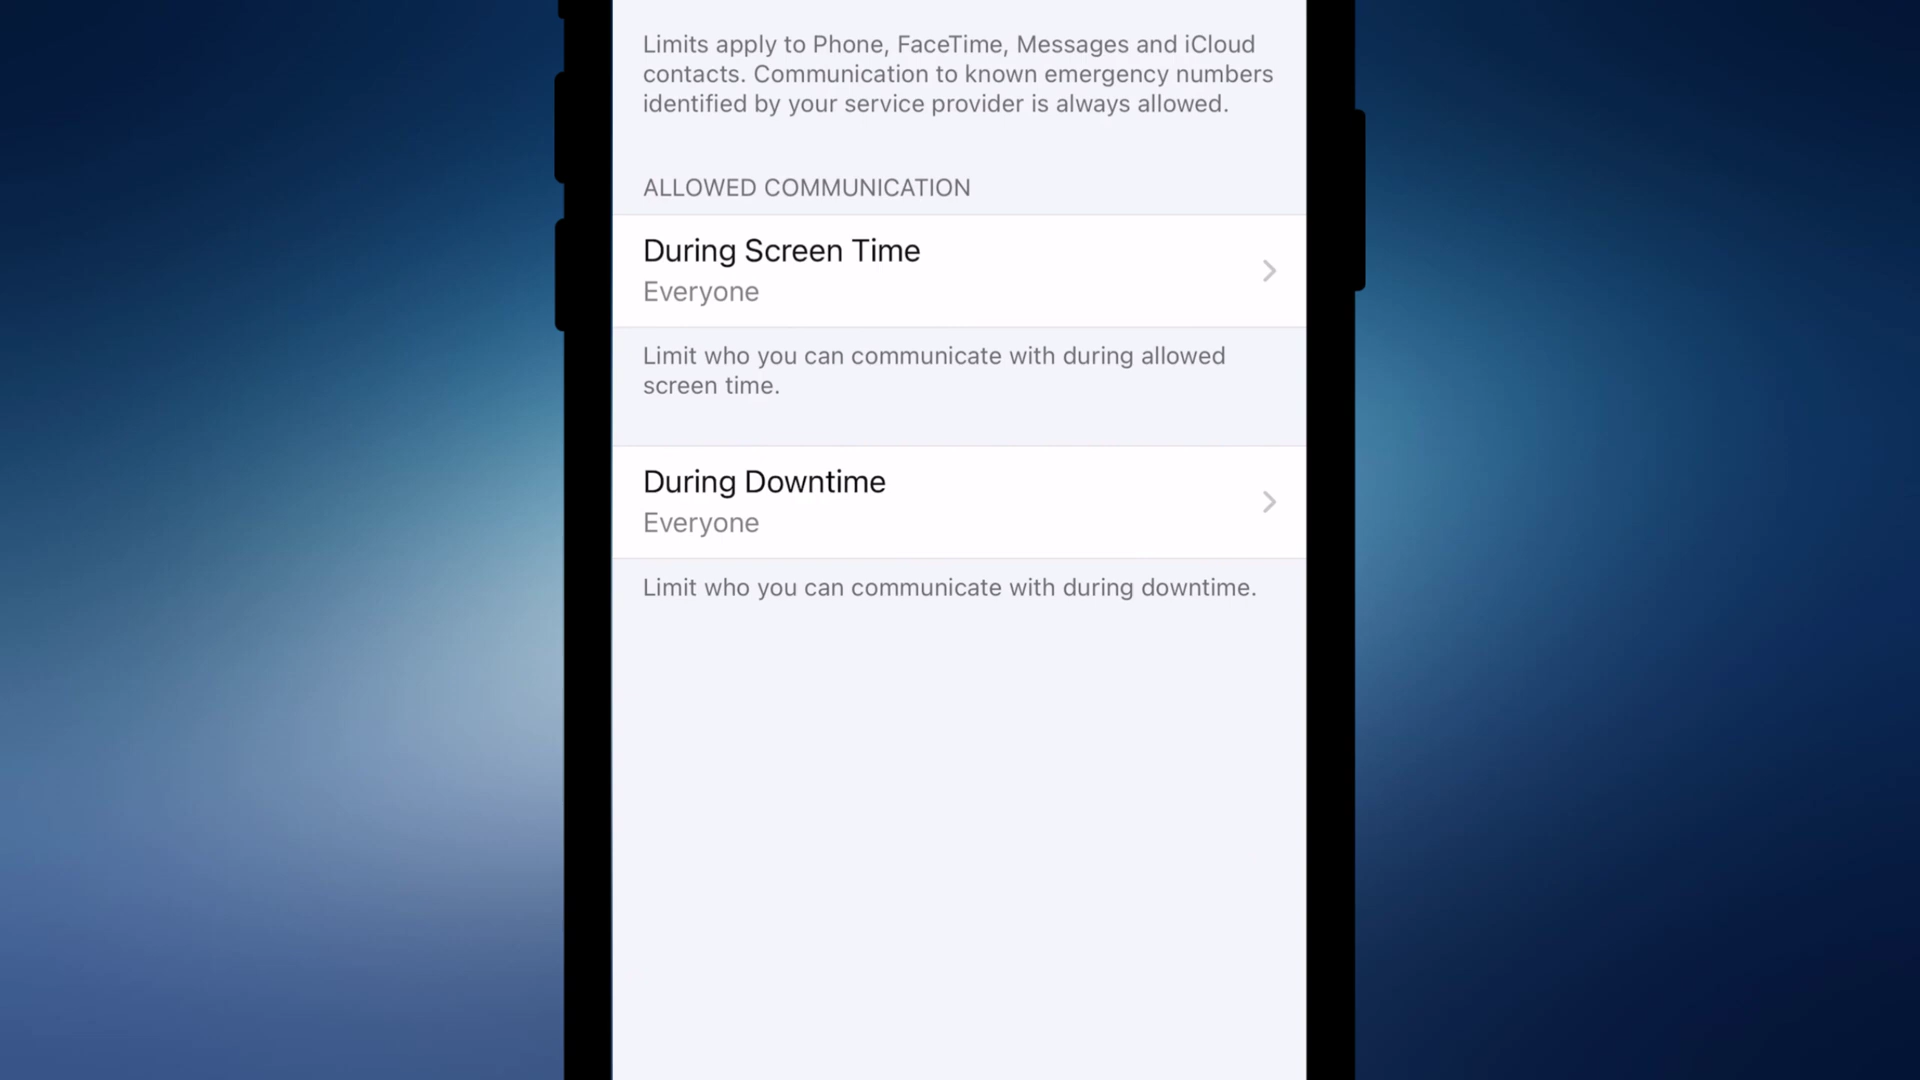 Limits apply to Phone, FaceTime, Messages and iCloud
contacts. Communication to known emergency numbers
identified by your service provider is always allowed.
ALLOWED COMMUNICATION
During Screen Time
Everyone
Limit who you can communicate with during allowed
screen time.
During Downtime
Everyone
Limit who you can communicate with during downtime.